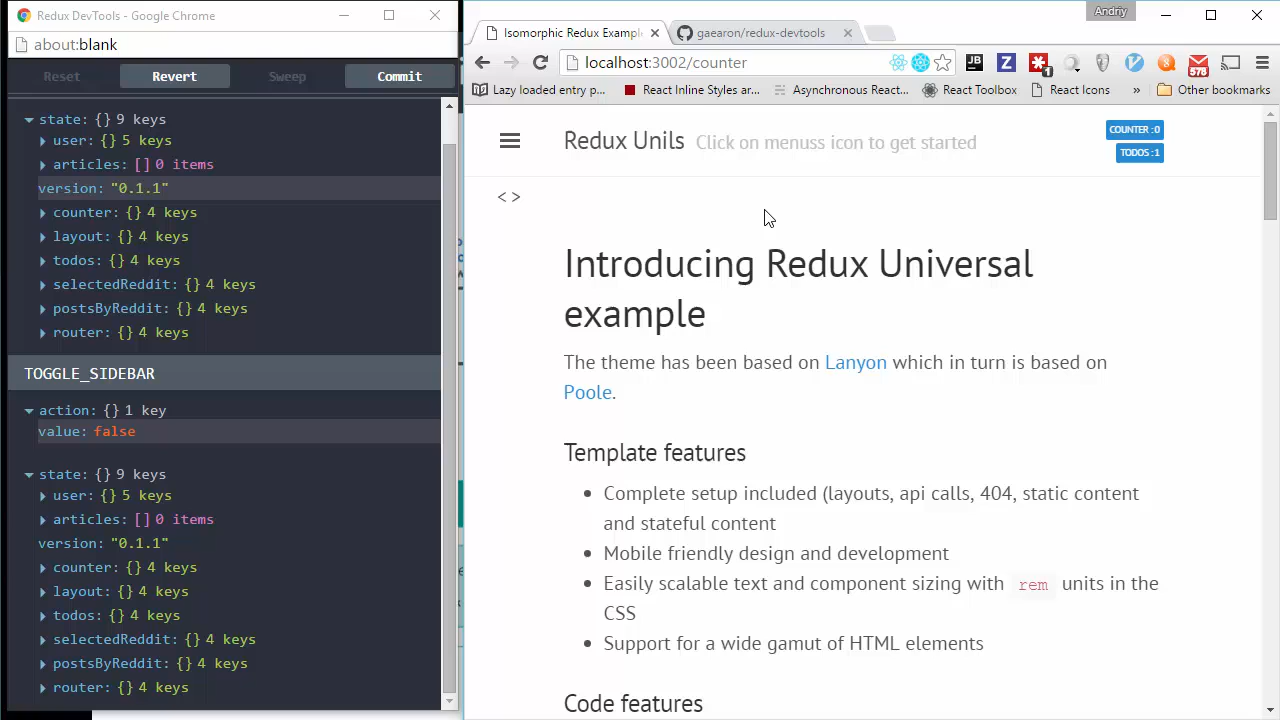 Redux DevTools - Google Chrome
about:blank
Reset Revert Sweep Commit
state: {} 9 keys
user: {} 5 keys
articles: [] 0 items
version: "0.1.1"
counter: {} 4 keys
layout: {} 4 keys
todos: {} 4 keys
selectedReddit: {} 4 keys
postsByReddit: {} 4 keys
router: {} 4 keys
TOGGLE_SIDEBAR
action: {} 1 key
value: false
state: {} 9 keys
user: {} 5 keys
articles: [] 0 items
version: "0.1.1"
counter: {} 4 keys
layout: {} 4 keys
todos: {} 4 keys
selectedReddit: {} 4 keys
postsByReddit: {} 4 keys
router: {} 4 keys
Andriy
Isomorphic Redux Exampl
gaearon/redux-devtools
localhost:3002/counter
JB Z 1 578
Lazy loaded entry p... React Inline Styles ar... Asynchronous React... React Toolbox React Icons » Other bookmarks
Redux Unils Click on menuss icon to get started
COUNTER : 0
TODOS : 1
< >
Introducing Redux Universal
example
The theme has been based on Lanyon which in turn is based on
Poole.
Template features
Complete setup included (layouts, api calls, 404, static content
and stateful content
Mobile friendly design and development
Easily scalable text and component sizing with rem units in the
CSS
Support for a wide gamut of HTML elements
Code features